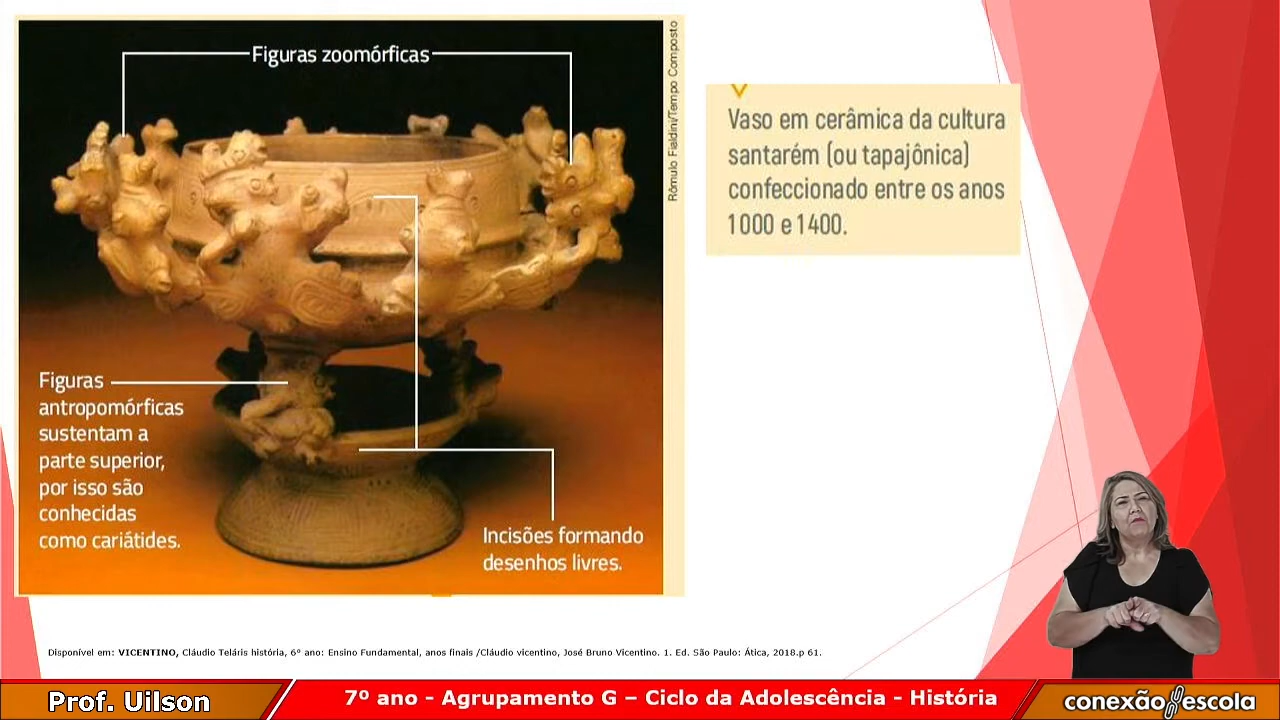 Figuras zoomórficas
Rômulo Fialdini/Tempo Composto
Vaso em cerâmica da cultura
santarém (ou tapajônica)
confeccionado entre os anos
1000 e 1400.
Figuras
antropomórficas
sustentam a
parte superior,
por isso são
conhecidas
como cariátides.
Incisões formando
desenhos livres.
Disponível em: VICENTINO, Cláudio Teláris história, 6º ano: Ensino Fundamental, anos finais /Cláudio vicentino, José Bruno Vicentino. 1. Ed. São Paulo: Ática, 2018.p 61.
Prof. Uilson
7º ano - Agrupamento G – Ciclo da Adolescência - História
conexão escola